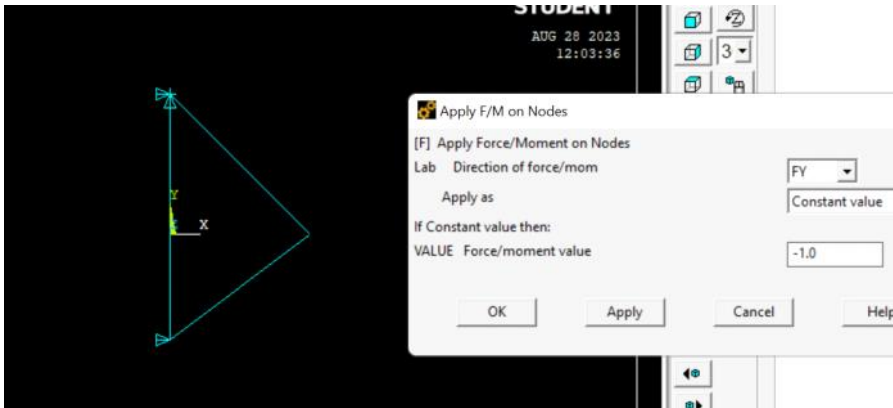 STUDENT
AUG 28 2023
12:03:36
3
Apply F/M on Nodes
[F] Apply Force/Moment on Nodes
Lab Direction of force/mom FY
Apply as Constant value
If Constant value then:
VALUE Force/moment value -1.0
OK Apply Cancel Help
Y
X